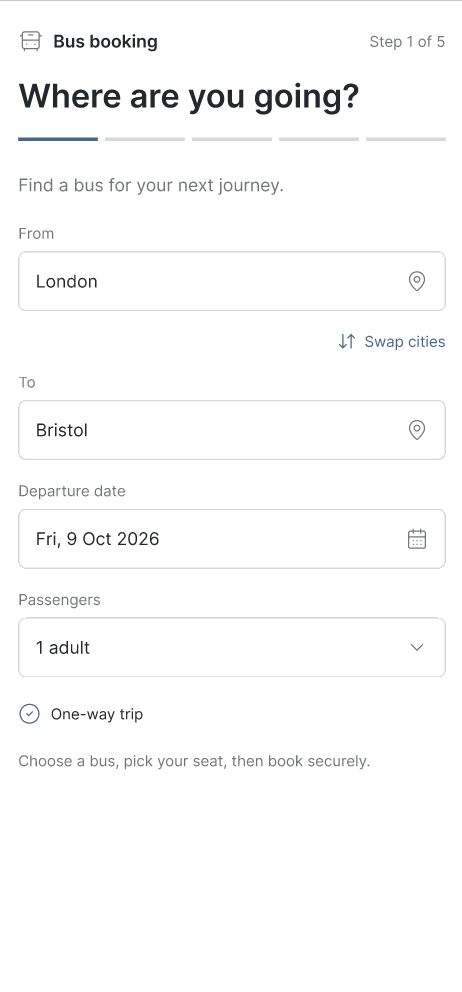 Bus booking
Step 1 of 5
Where are you going?
Find a bus for your next journey.
From
London
Swap cities
To
Bristol
Departure date
Fri, 9 Oct 2026
Passengers
1 adult
One-way trip
Choose a bus, pick your seat, then book securely.